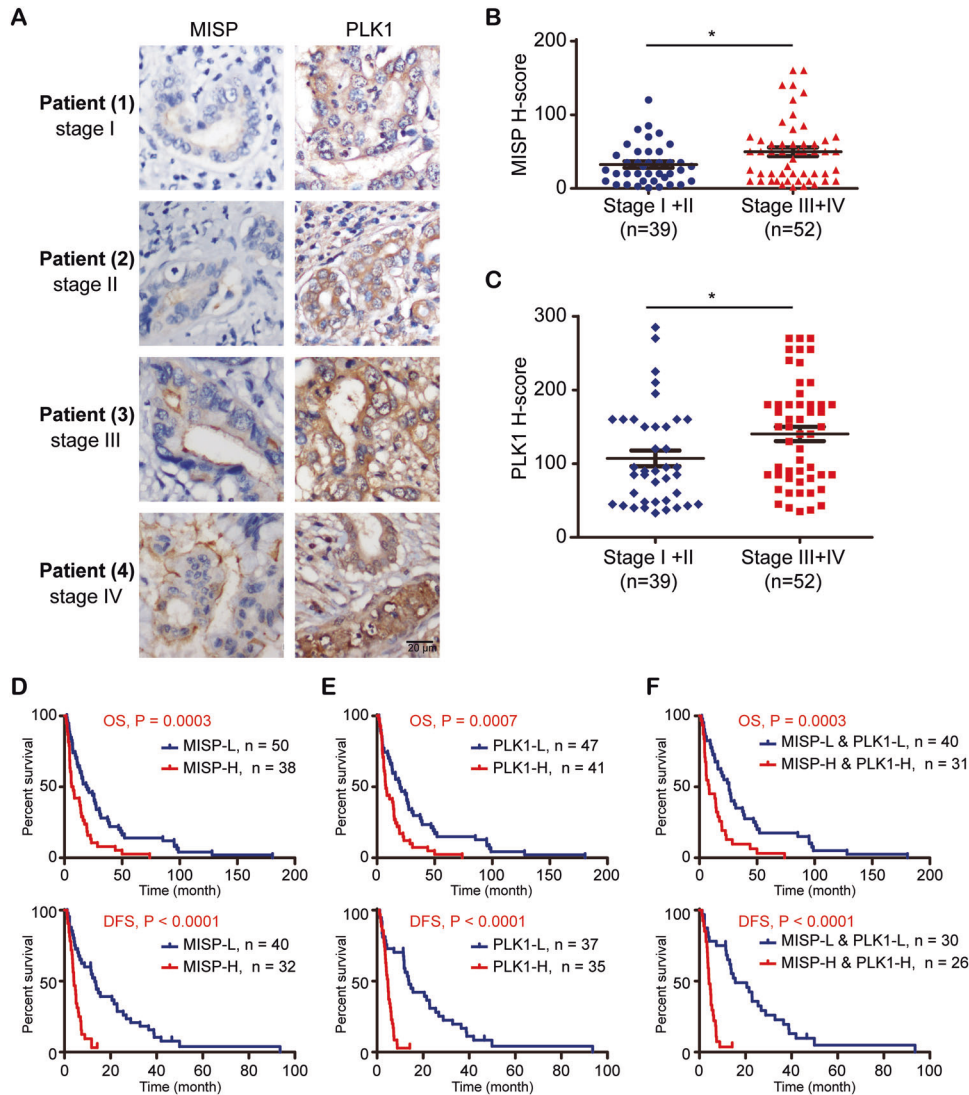 A
MISP PLK1
Patient (1)
stage I
Patient (2)
stage II
Patient (3)
stage III
Patient (4)
stage IV
20 μm
B
MISP H-score
200
100
0
*
Stage I +II
(n=39)
Stage III+IV
(n=52)
C
PLK1 H-score
300
200
100
0
*
Stage I +II
(n=39)
Stage III+IV
(n=52)
D
Percent survival
100
50
0
OS, P = 0.0003
MISP-L, n = 50
MISP-H, n = 38
0 50 100 150 200
Time (month)
Percent survival
100
50
0
DFS, P < 0.0001
MISP-L, n = 40
MISP-H, n = 32
0 20 40 60 80 100
Time (month)
E
Percent survival
100
50
0
OS, P = 0.0007
PLK1-L, n = 47
PLK1-H, n = 41
0 50 100 150 200
Time (month)
Percent survival
100
50
0
DFS, P < 0.0001
PLK1-L, n = 37
PLK1-H, n = 35
0 20 40 60 80 100
Time (month)
F
Percent survival
100
50
0
OS, P = 0.0003
MISP-L & PLK1-L, n = 40
MISP-H & PLK1-H, n = 31
0 50 100 150 200
Time (month)
Percent survival
100
50
0
DFS, P < 0.0001
MISP-L & PLK1-L, n = 30
MISP-H & PLK1-H, n = 26
0 20 40 60 80 100
Time (month)